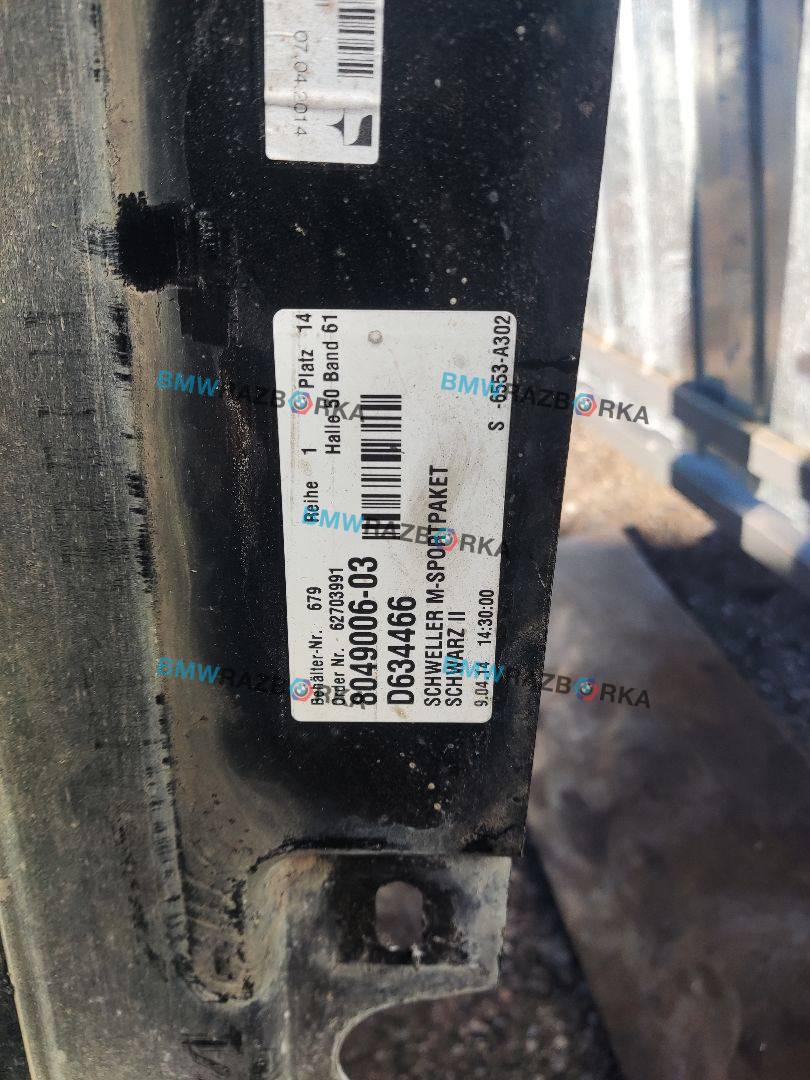 07.04.2014
Behälter-Nr. 679 Reihe 1 Platz 14
Order Nr. 62703991 Halle 50 Band 61
8049006-03
D634466
SCHWELLER M-SPORTPAKET
SCHWARZ II
9.04.14 14:30:00 S -6553-A302
BMWRAZBORKA
BMWRAZBORKA
BMWRAZBORKA
BMWRAZBORKA
BMWRAZBORKA